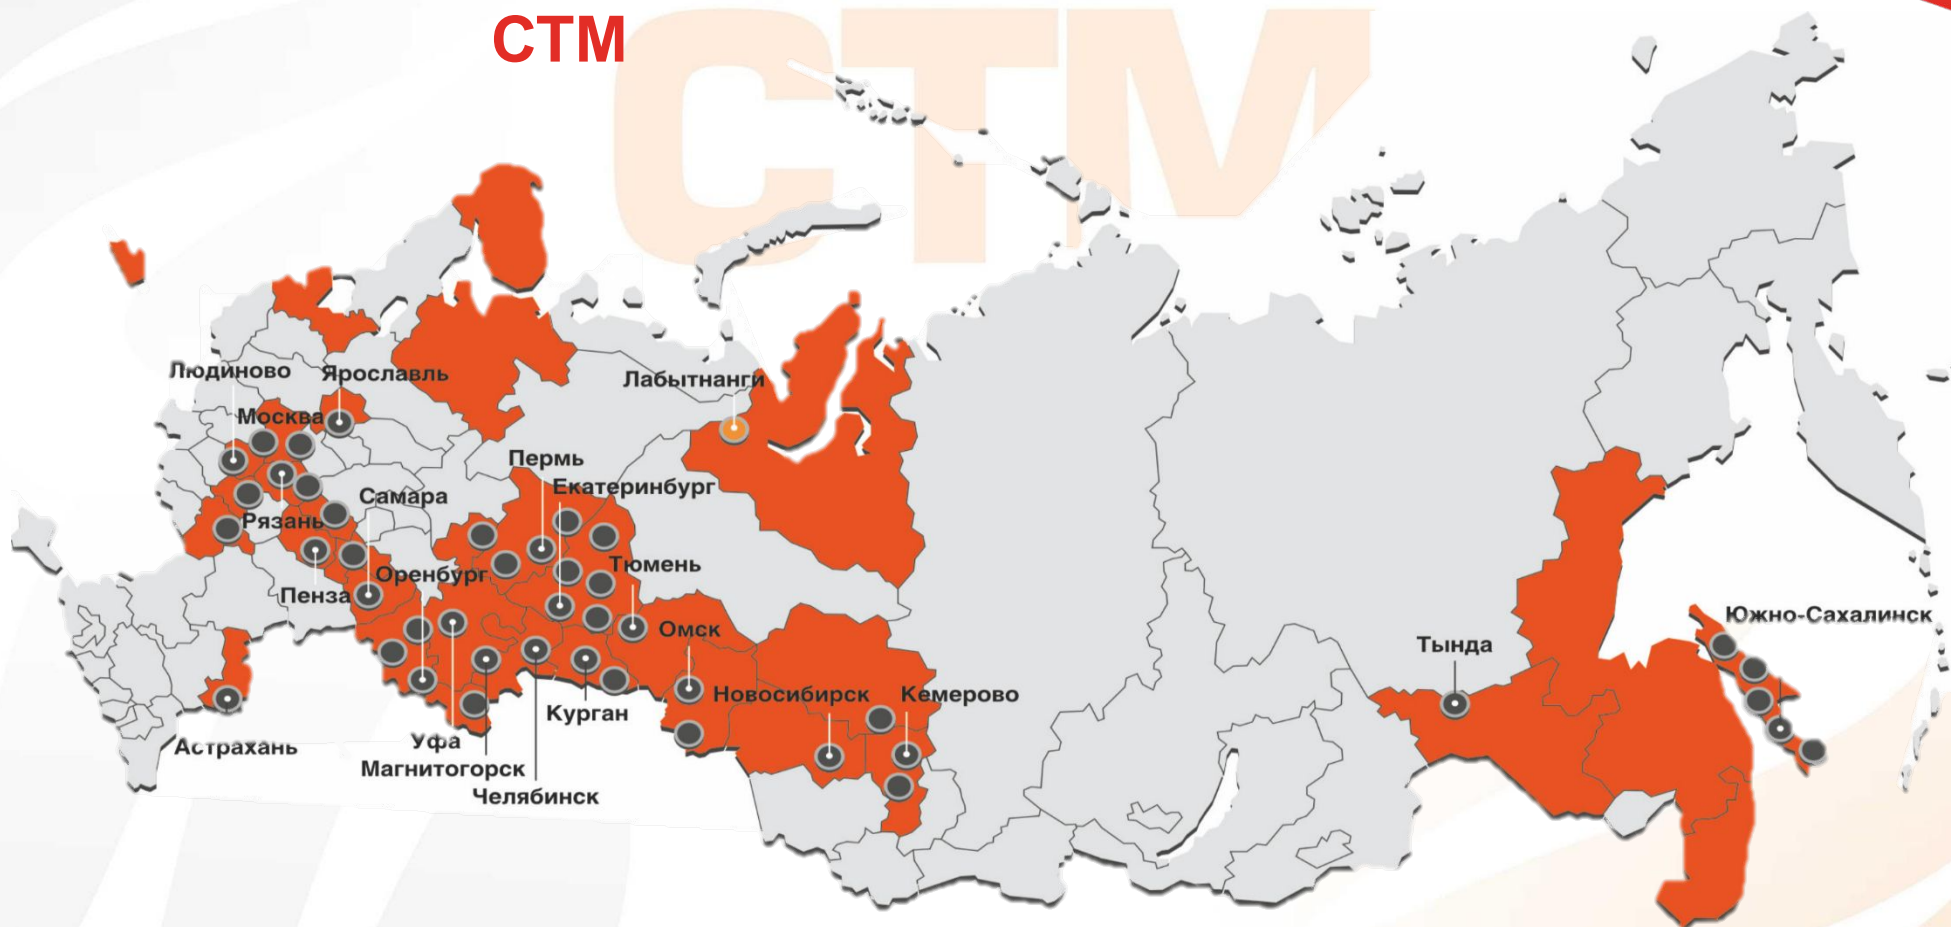 СТМ
СТМ
Людиново
Ярославль
Лабытнанги
Москва
Пермь
Екатеринбург
Самара
Рязань
Тюмень
Оренбург
Пенза
Южно-Сахалинск
Омск
Тында
Новосибирск
Кемерово
Курган
Уфа
Астрахань
Магнитогорск
Челябинск